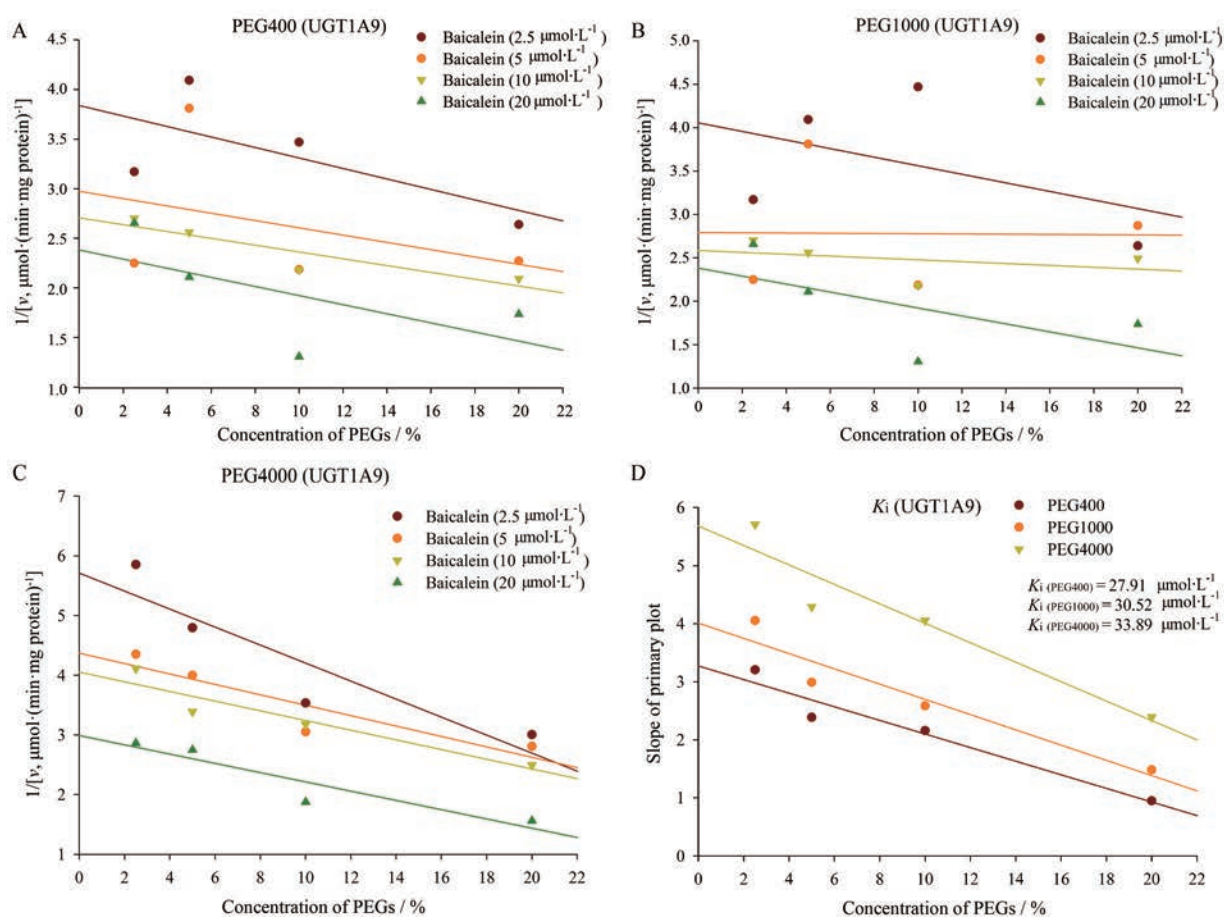 A
PEG400 (UGT1A9)
Baicalein (2.5 μmol·L⁻¹)
Baicalein (5 μmol·L⁻¹)
Baicalein (10 μmol·L⁻¹)
Baicalein (20 μmol·L⁻¹)
1/[v, μmol·(min·mg protein)⁻¹]
4.5
4.0
3.5
3.0
2.5
2.0
1.5
1.0
0 2 4 6 8 10 12 14 16 18 20 22
Concentration of PEGs / %
B
PEG1000 (UGT1A9)
Baicalein (2.5 μmol·L⁻¹)
Baicalein (5 μmol·L⁻¹)
Baicalein (10 μmol·L⁻¹)
Baicalein (20 μmol·L⁻¹)
1/[v, μmol·(min·mg protein)⁻¹]
5.0
4.5
4.0
3.5
3.0
2.5
2.0
1.5
1.0
0 2 4 6 8 10 12 14 16 18 20 22
Concentration of PEGs / %
C
PEG4000 (UGT1A9)
Baicalein (2.5 μmol·L⁻¹)
Baicalein (5 μmol·L⁻¹)
Baicalein (10 μmol·L⁻¹)
Baicalein (20 μmol·L⁻¹)
1/[v, μmol·(min·mg protein)⁻¹]
7
6
5
4
3
2
1
0 2 4 6 8 10 12 14 16 18 20 22
Concentration of PEGs / %
D
Ki (UGT1A9)
PEG400
PEG1000
PEG4000
Ki (PEG400) = 27.91 μmol·L⁻¹
Ki (PEG1000) = 30.52 μmol·L⁻¹
Ki (PEG4000) = 33.89 μmol·L⁻¹
Slope of primary plot
6
5
4
3
2
1
0
0 2 4 6 8 10 12 14 16 18 20 22
Concentration of PEGs / %